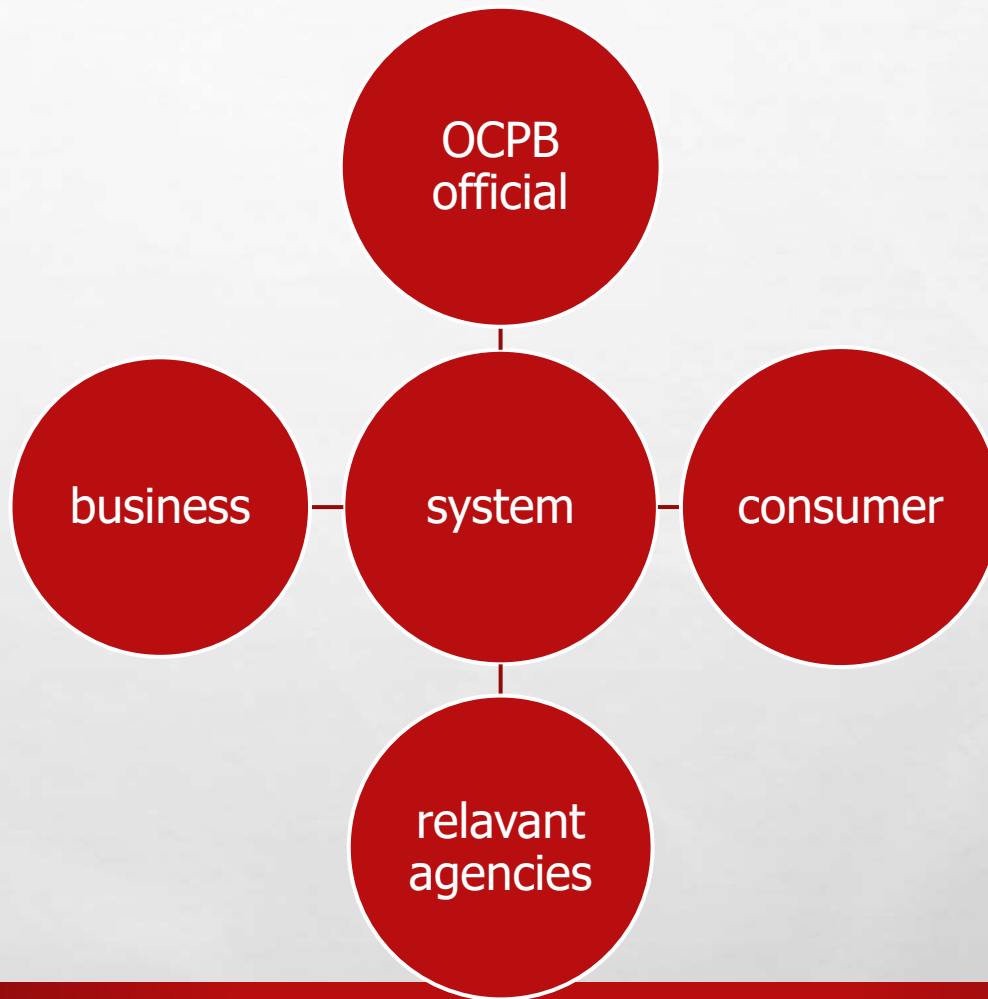 OCPB
official
business
system
consumer
relavant
agencies